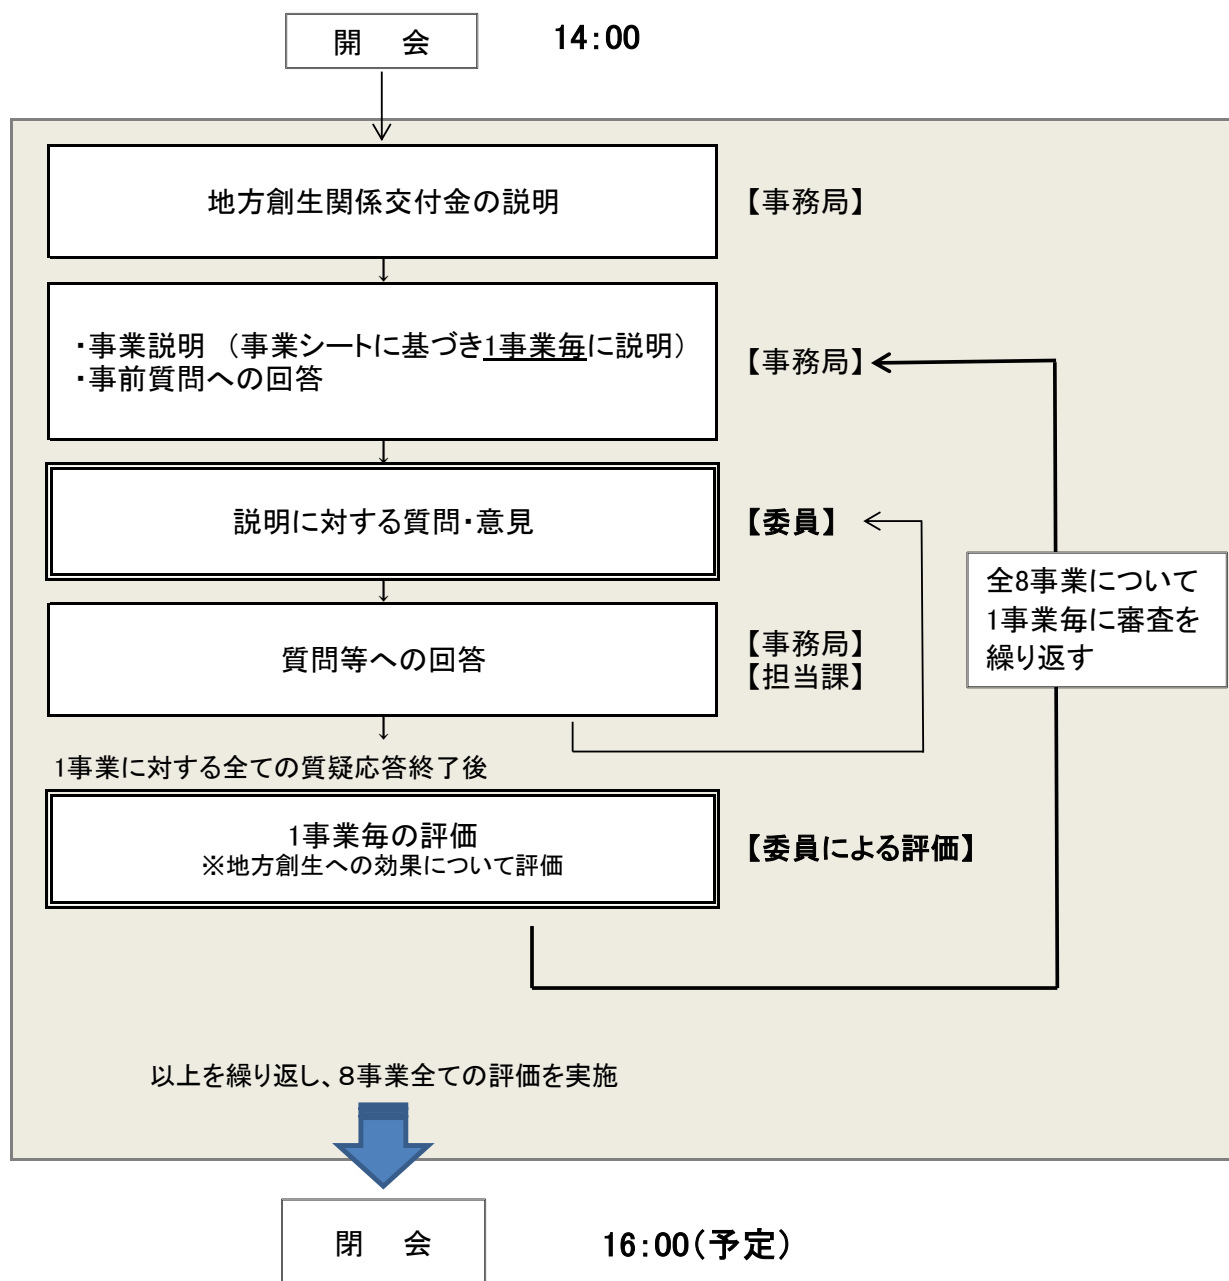 開　会
14:00
地方創生関係交付金の説明
【事務局】
・事業説明　（事業シートに基づき1事業毎に説明）
・事前質問への回答
【事務局】
説明に対する質問・意見
【委員】
全8事業について
1事業毎に審査を
繰り返す
質問等への回答
【事務局】
【担当課】
1事業に対する全ての質疑応答終了後
1事業毎の評価
※地方創生への効果について評価
【委員による評価】
以上を繰り返し、８事業全ての評価を実施
閉　会
16:00（予定）